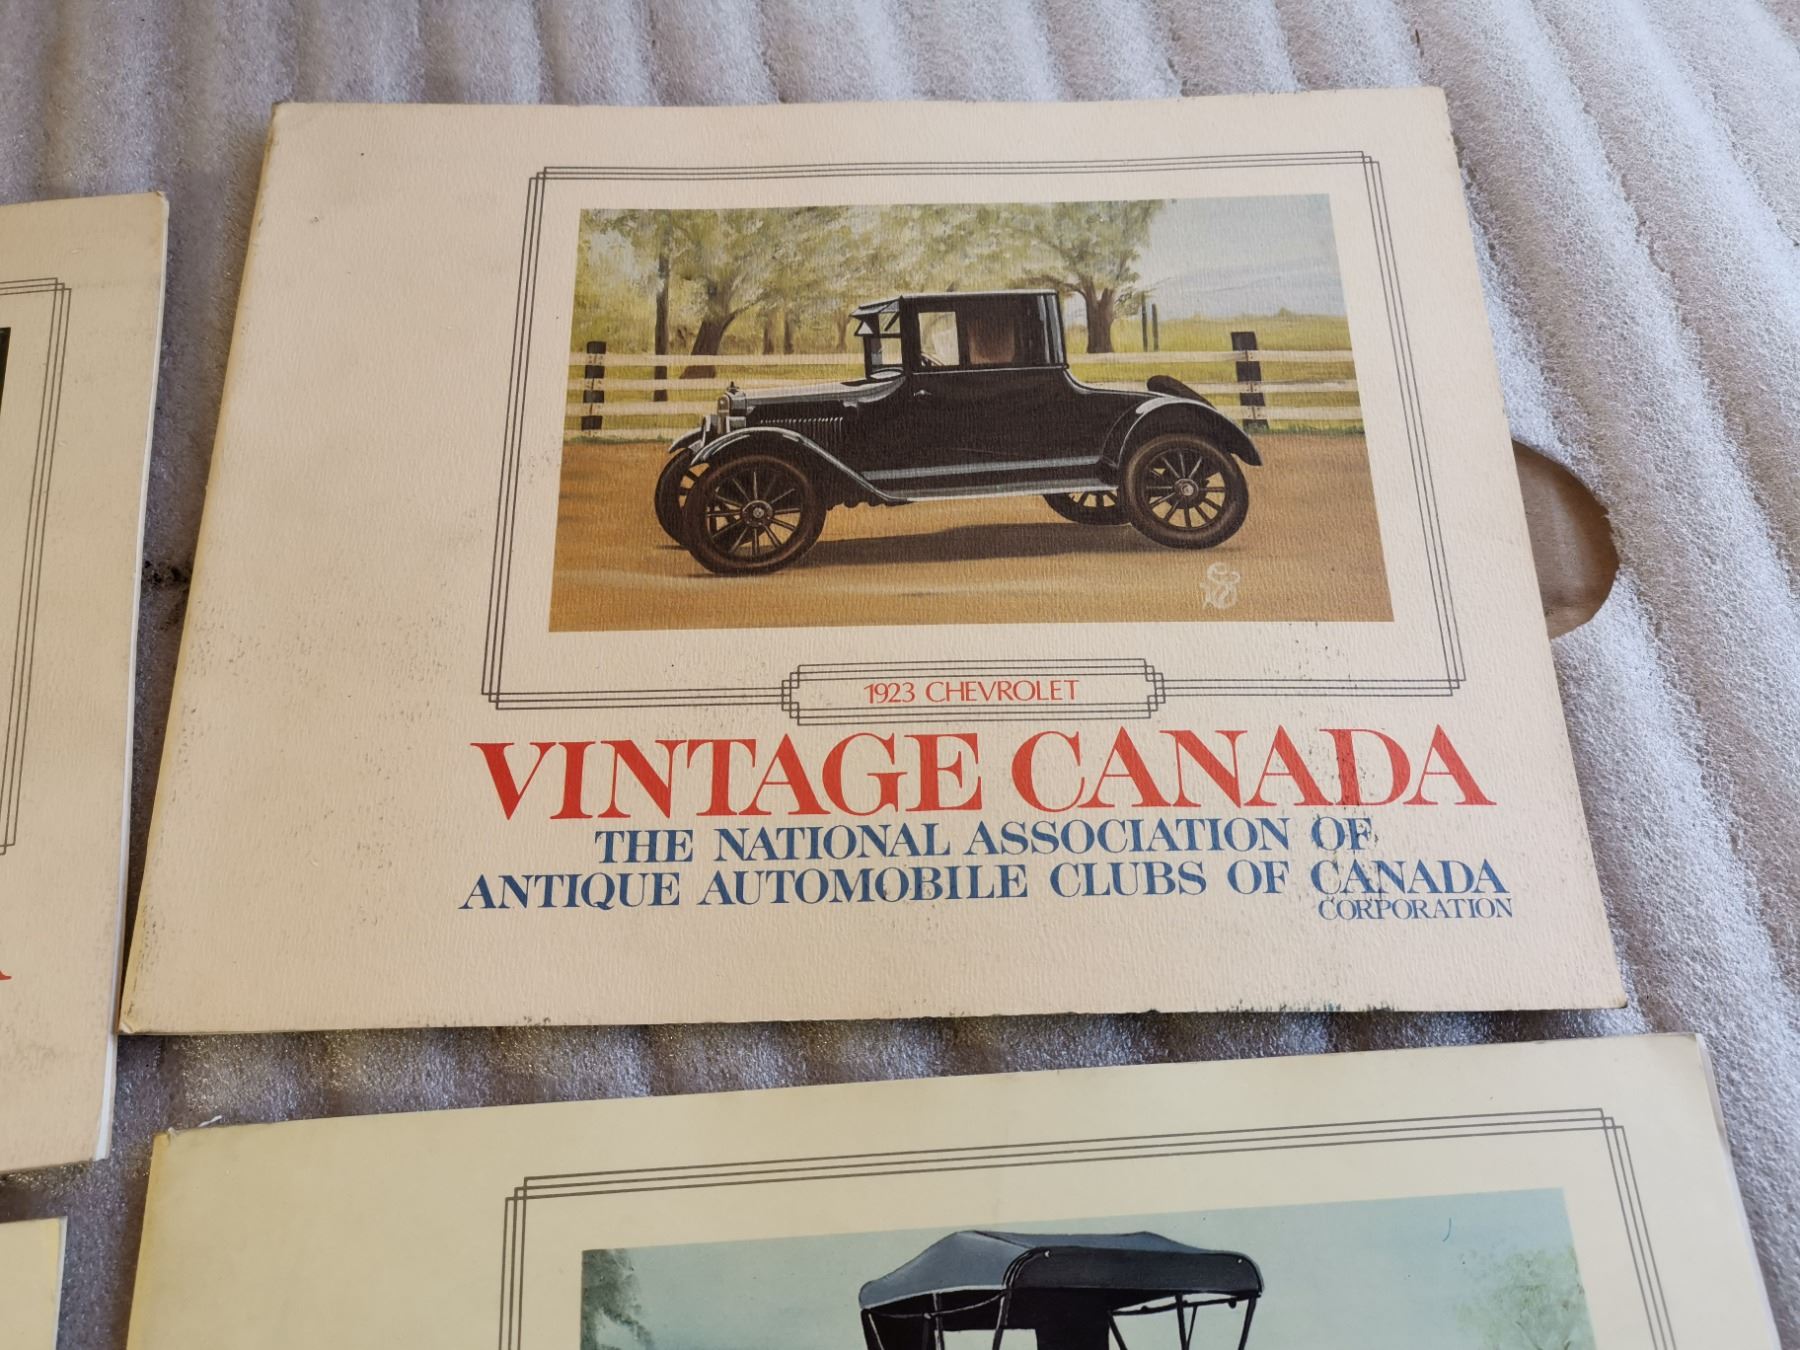 1923 CHEVROLET
VINTAGE CANADA
THE NATIONAL ASSOCIATION OF
ANTIQUE AUTOMOBILE CLUBS OF CANADA
CORPORATION